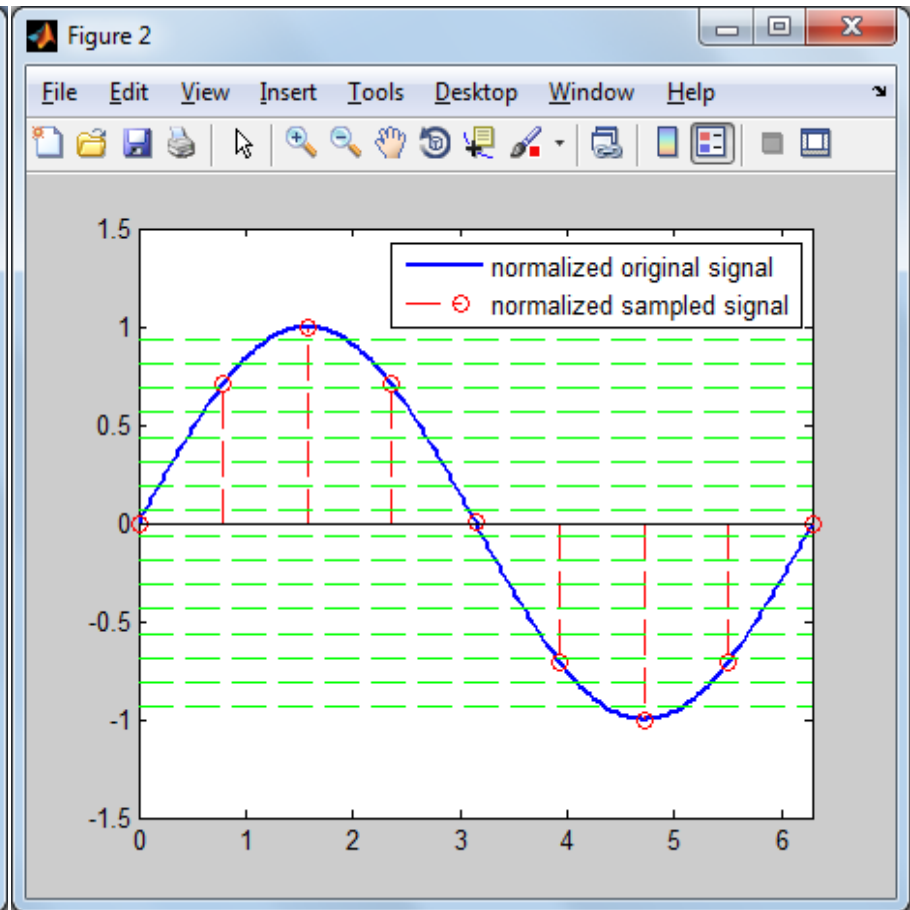 Figure 2
File Edit View Insert Tools Desktop Window Help
normalized original signal
normalized sampled signal
1.5
1
0.5
0
-0.5
-1
-1.5
0 1 2 3 4 5 6